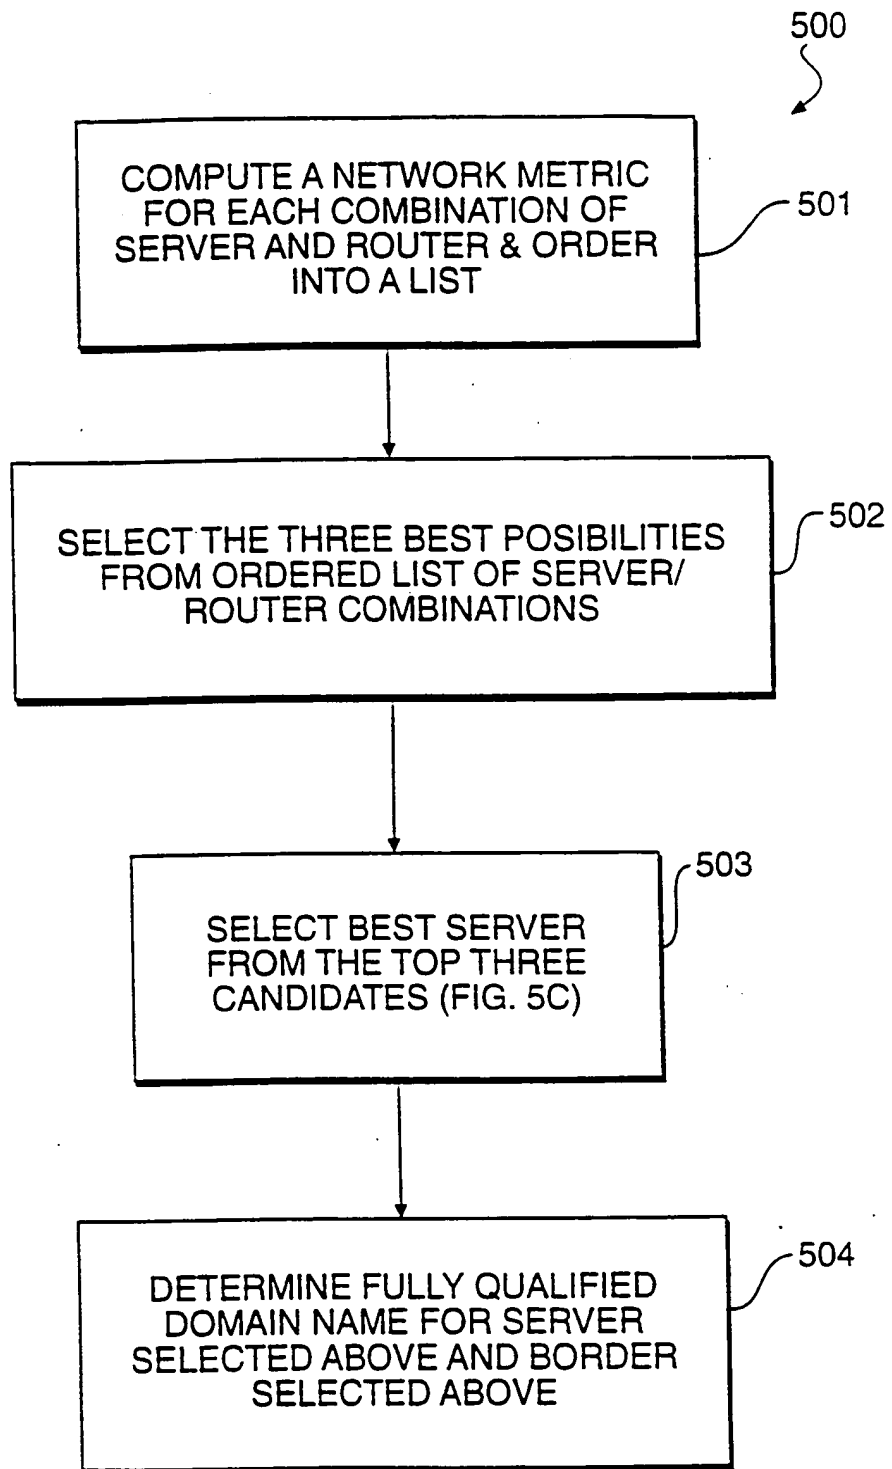 500
COMPUTE A NETWORK METRIC
FOR EACH COMBINATION OF
SERVER AND ROUTER & ORDER
INTO A LIST
501
SELECT THE THREE BEST POSIBILITIES
FROM ORDERED LIST OF SERVER/
ROUTER COMBINATIONS
502
SELECT BEST SERVER
FROM THE TOP THREE
CANDIDATES (FIG. 5C)
503
DETERMINE FULLY QUALIFIED
DOMAIN NAME FOR SERVER
SELECTED ABOVE AND BORDER
SELECTED ABOVE
504